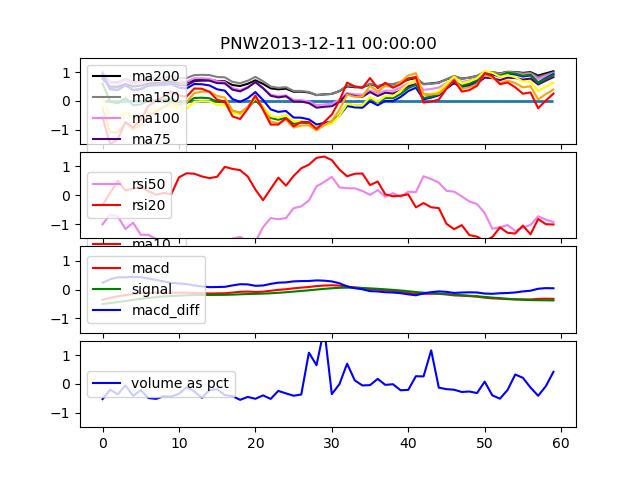 PNW2013-12-11 00:00:00
1
0
−1
ma200
ma150
ma100
ma75
1
0
−1
rsi50
rsi20
ma10
1
0
−1
macd
signal
macd_diff
1
0
−1
volume as pct
0 10 20 30 40 50 60